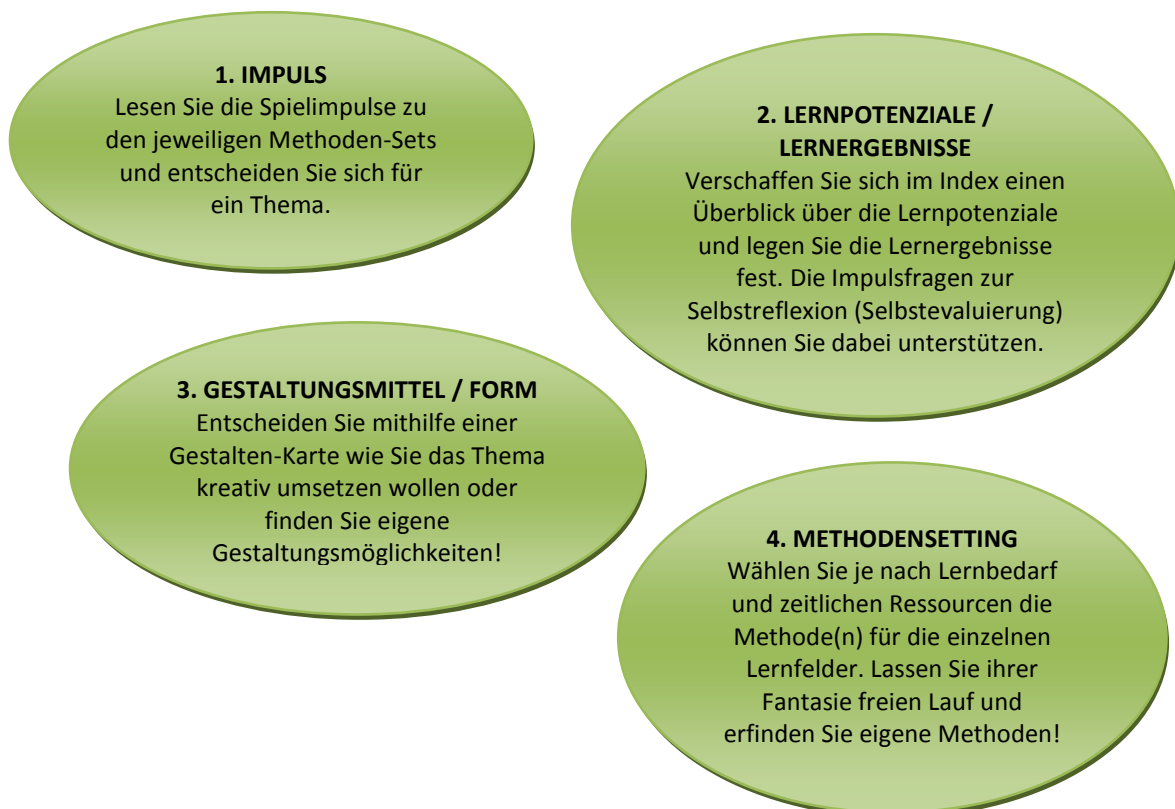 1. IMPULS
Lesen Sie die Spielimpulse zu
den jeweiligen Methoden-Sets
und entscheiden Sie sich für
ein Thema.
2. LERNPOTENZIALE /
LERNERGEBNISSE
Verschaffen Sie sich im Index einen
Überblick über die Lernpotenziale
und legen Sie die Lernergebnisse
fest. Die Impulsfragen zur
Selbstreflexion (Selbstevaluierung)
können Sie dabei unterstützen.
3. GESTALTUNGSMITTEL / FORM
Entscheiden Sie mithilfe einer
Gestalten-Karte wie Sie das Thema
kreativ umsetzen wollen oder
finden Sie eigene
Gestaltungsmöglichkeiten!
4. METHODENSETTING
Wählen Sie je nach Lernbedarf
und zeitlichen Ressourcen die
Methode(n) für die einzelnen
Lernfelder. Lassen Sie ihrer
Fantasie freien Lauf und
erfinden Sie eigene Methoden!